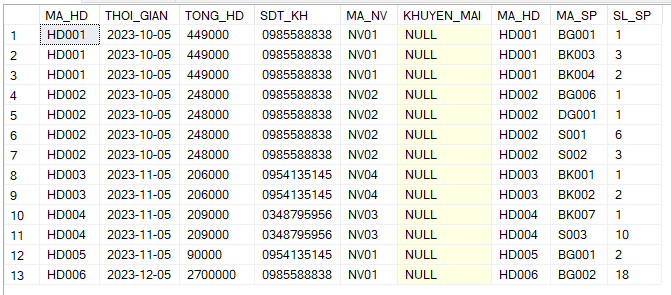 MA_HD THOI_GIAN TONG_HD SDT_KH MA_NV KHUYEN_MAI MA_HD MA_SP SL_SP
1 HD001 2023-10-05 449000 0985588838 NV01 NULL HD001 BG001 1
2 HD001 2023-10-05 449000 0985588838 NV01 NULL HD001 BK003 3
3 HD001 2023-10-05 449000 0985588838 NV01 NULL HD001 BK004 2
4 HD002 2023-10-05 248000 0985588838 NV02 NULL HD002 BG006 1
5 HD002 2023-10-05 248000 0985588838 NV02 NULL HD002 DG001 1
6 HD002 2023-10-05 248000 0985588838 NV02 NULL HD002 S001 6
7 HD002 2023-10-05 248000 0985588838 NV02 NULL HD002 S002 3
8 HD003 2023-11-05 206000 0954135145 NV04 NULL HD003 BK001 1
9 HD003 2023-11-05 206000 0954135145 NV04 NULL HD003 BK002 2
10 HD004 2023-11-05 209000 0348795956 NV03 NULL HD004 BK007 1
11 HD004 2023-11-05 209000 0348795956 NV03 NULL HD004 S003 10
12 HD005 2023-11-05 90000 0954135145 NV01 NULL HD005 BG001 2
13 HD006 2023-12-05 2700000 0985588838 NV01 NULL HD006 BG002 18